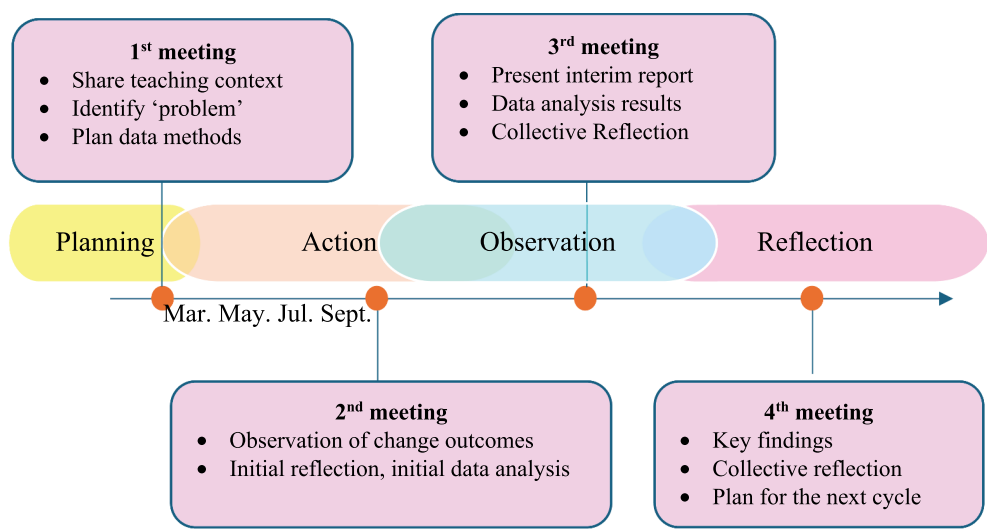 1st meeting
• Share teaching context
• Identify ‘problem’
• Plan data methods
3rd meeting
• Present interim report
• Data analysis results
• Collective Reflection
Planning
Action
Observation
Reflection
Mar. May. Jul. Sept.
2nd meeting
• Observation of change outcomes
• Initial reflection, initial data analysis
4th meeting
• Key findings
• Collective reflection
• Plan for the next cycle